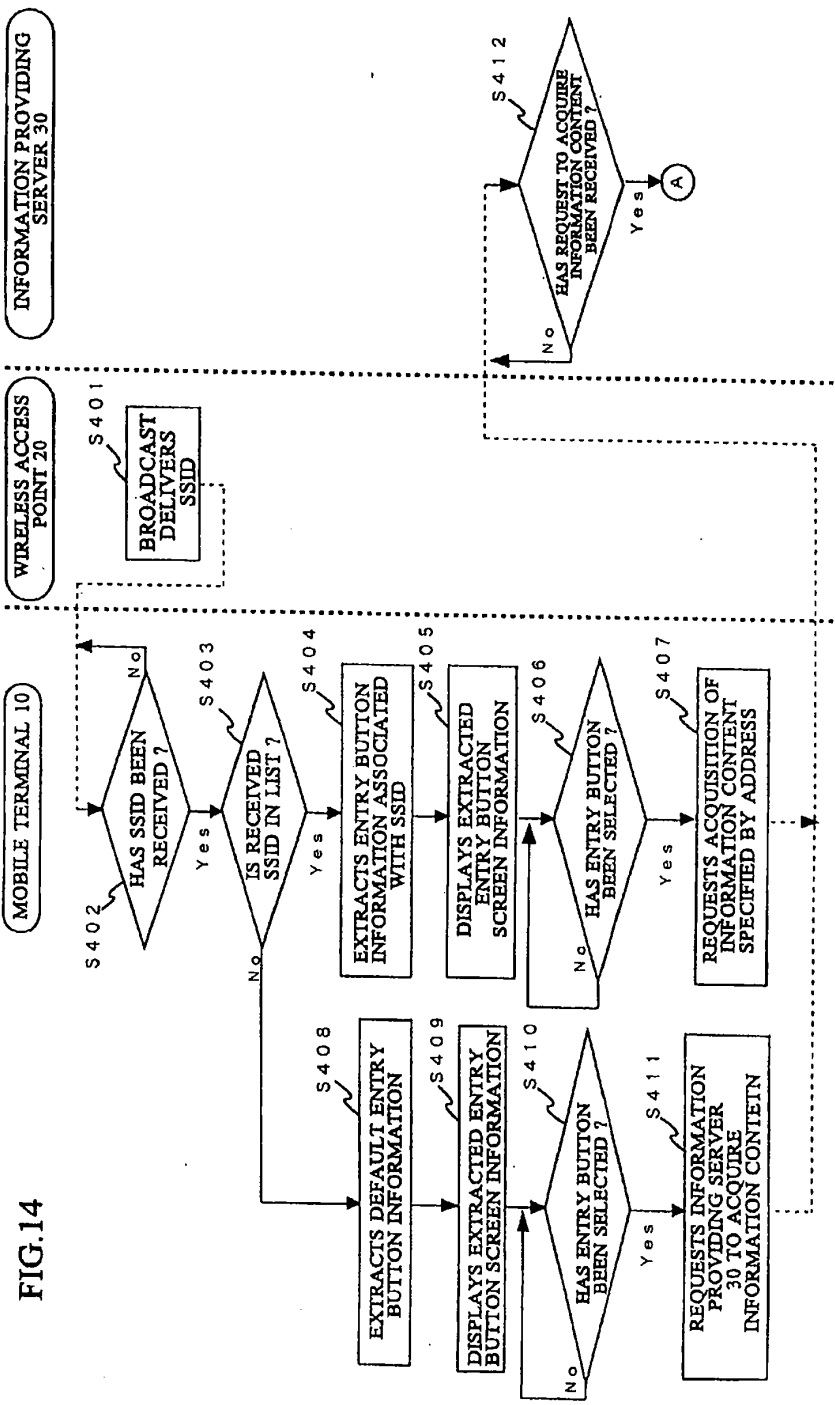 FIG.14
MOBILE TERMINAL 10
WIRELESS ACCESS
POINT 20
INFORMATION PROVIDING
SERVER 30
S401
BROADCAST
DELIVERS
SSID
S402
HAS SSID BEEN
RECEIVED ?
No
Yes
S403
IS RECEIVED
SSID IN LIST ?
No
Yes
S404
EXTRACTS ENTRY BUTTON
INFORMATION ASSOCIATED
WITH SSID
S405
DISPLAYS EXTRACTED
ENTRY BUTTON
SCREEN INFORMATION
S406
HAS ENTRY BUTTON
BEEN SELECTED ?
No
Yes
S407
REQUESTS ACQUISITION OF
INFORMATION CONTENT
SPECIFIED BY ADDRESS
S408
EXTRACTS DEFAULT ENTRY
BUTTON INFORMATION
S409
DISPLAYS EXTRACTED ENTRY
BUTTON SCREEN INFORMATION
S410
HAS ENTRY BUTTON
BEEN SELECTED ?
No
Yes
S411
REQUESTS INFORMATION
PROVIDING SERVER
30 TO ACQUIRE
INFORMATION CONTETN
S412
HAS REQUEST TO ACQUIRE
INFORMATION CONTENT
BEEN RECEIVED ?
No
Yes
A